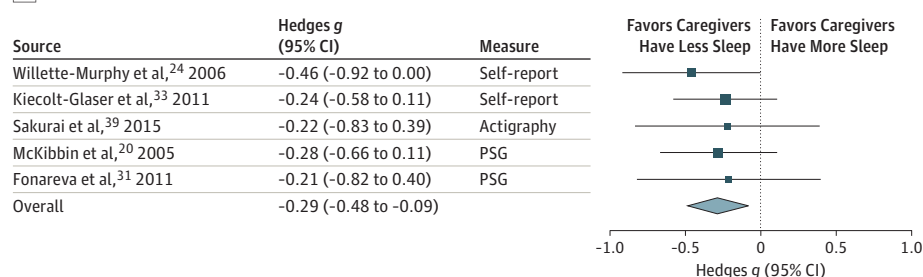 Hedges g Favors Caregivers Favors Caregivers
Source (95% CI) Measure Have Less Sleep Have More Sleep
Willette-Murphy et al,24 2006 -0.46 (-0.92 to 0.00) Self-report
Kiecolt-Glaser et al,33 2011 -0.24 (-0.58 to 0.11) Self-report
Sakurai et al,39 2015 -0.22 (-0.83 to 0.39) Actigraphy
McKibbin et al,20 2005 -0.28 (-0.66 to 0.11) PSG
Fonareva et al,31 2011 -0.21 (-0.82 to 0.40) PSG
Overall -0.29 (-0.48 to -0.09)
-1.0 -0.5 0 0.5 1.0
Hedges g (95% CI)